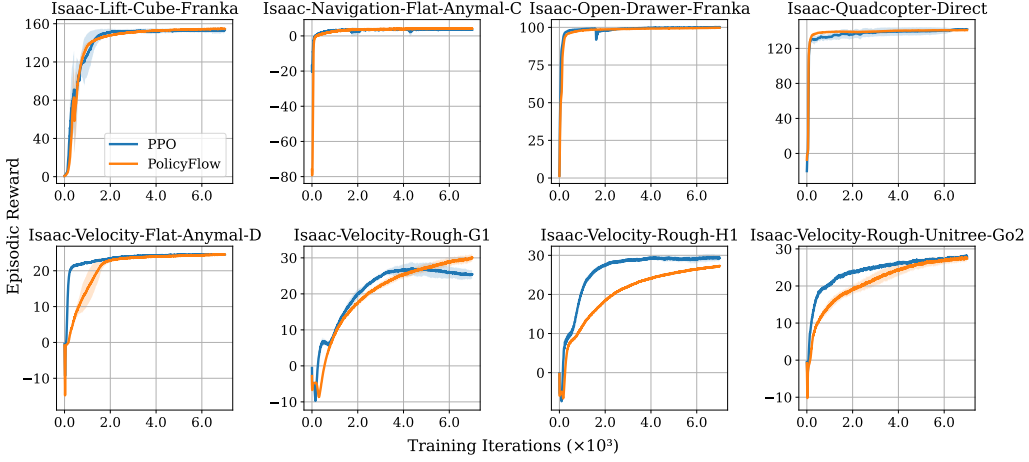 Isaac-Lift-Cube-Franka
Isaac-Navigation-Flat-Anymal-C
Isaac-Open-Drawer-Franka
Isaac-Quadcopter-Direct
160
120
80
40
0
0.0 2.0 4.0 6.0
PPO
PolicyFlow
0
−20
−40
−60
−80
0.0 2.0 4.0 6.0
100
75
50
25
0
0.0 2.0 4.0 6.0
120
80
40
0
0.0 2.0 4.0 6.0
Episodic Reward
Isaac-Velocity-Flat-Anymal-D
Isaac-Velocity-Rough-G1
Isaac-Velocity-Rough-H1
Isaac-Velocity-Rough-Unitree-Go2
20
10
0
−10
0.0 2.0 4.0 6.0
30
20
10
0
−10
0.0 2.0 4.0 6.0
30
20
10
0
0.0 2.0 4.0 6.0
30
20
10
0
−10
0.0 2.0 4.0 6.0
Training Iterations (×10³)